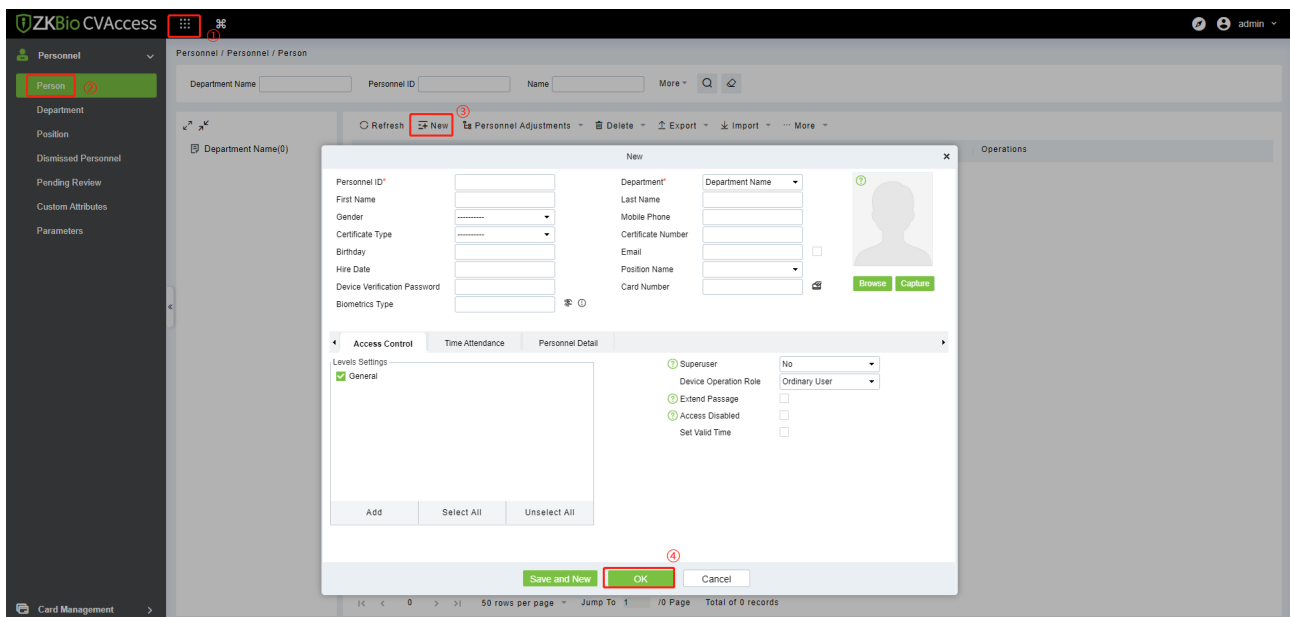 ZKBio CVAccess
admin
①
Personnel
Person ②
Department
Position
Dismissed Personnel
Pending Review
Custom Attributes
Parameters
Card Management
Personnel / Personnel / Person
Department Name Personnel ID Name More
③
Refresh New Personnel Adjustments Delete Export Import More
Department Name(0)
Operations
New
Personnel ID* Department* Department Name
First Name Last Name
Gender ---------- Mobile Phone
Certificate Type ---------- Certificate Number
Birthday Email
Hire Date Position Name
Device Verification Password Card Number
Biometrics Type
Browse Capture
Access Control Time Attendance Personnel Detail
Levels Settings
General
Superuser No
Device Operation Role Ordinary User
Extend Passage
Access Disabled
Set Valid Time
Add Select All Unselect All
④
Save and New OK Cancel
|< < 0 > >| 50 rows per page Jump To 1 /0 Page Total of 0 records